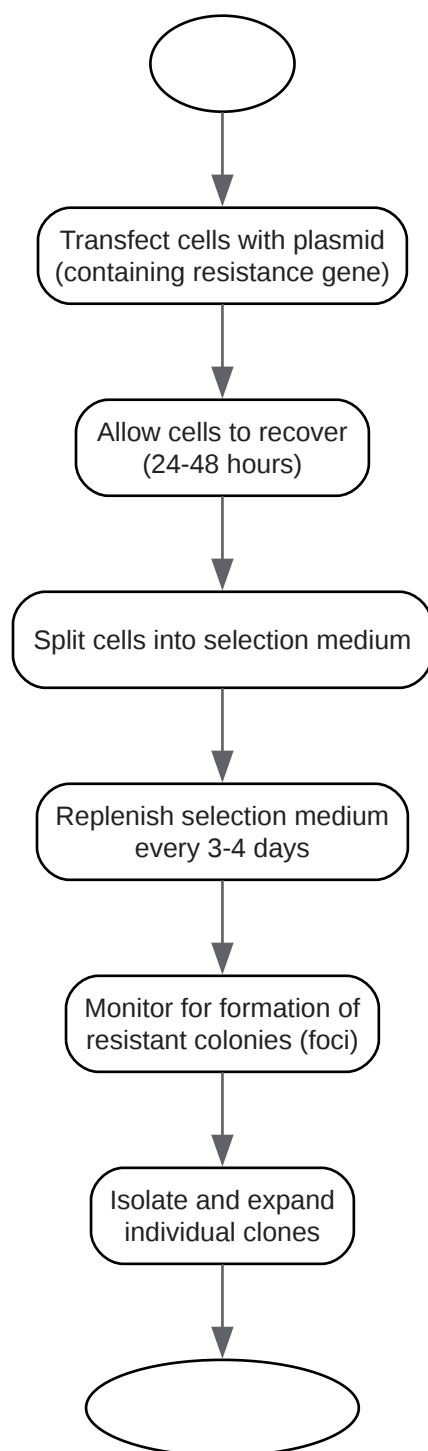 Transfect cells with plasmid
(containing resistance gene)
Allow cells to recover
(24-48 hours)
Split cells into selection medium
Replenish selection medium
every 3-4 days
Monitor for formation of
resistant colonies (foci)
Isolate and expand
individual clones